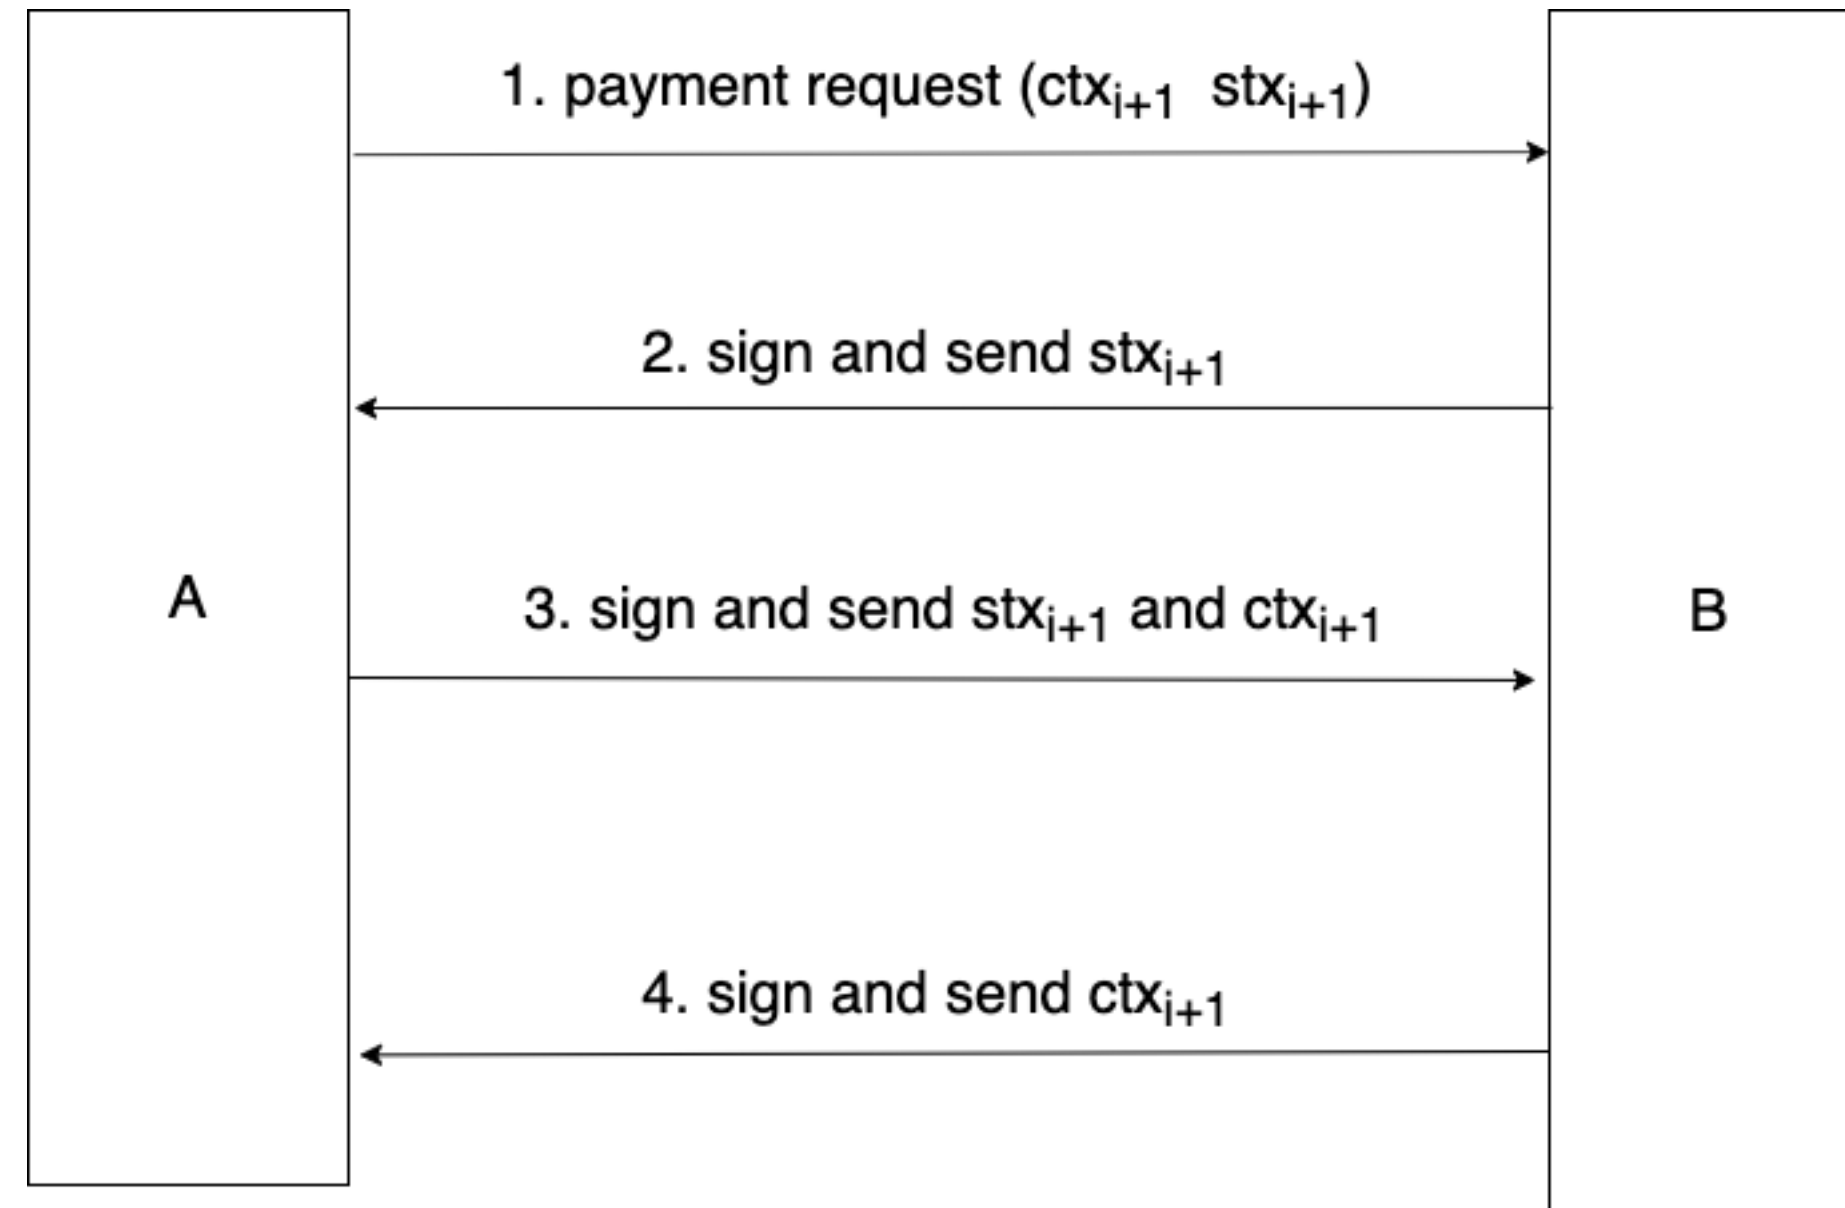 1. payment request (ctxᵢ₊₁ stxᵢ₊₁)
2. sign and send stxᵢ₊₁
A
3. sign and send stxᵢ₊₁ and ctxᵢ₊₁
B
4. sign and send ctxᵢ₊₁